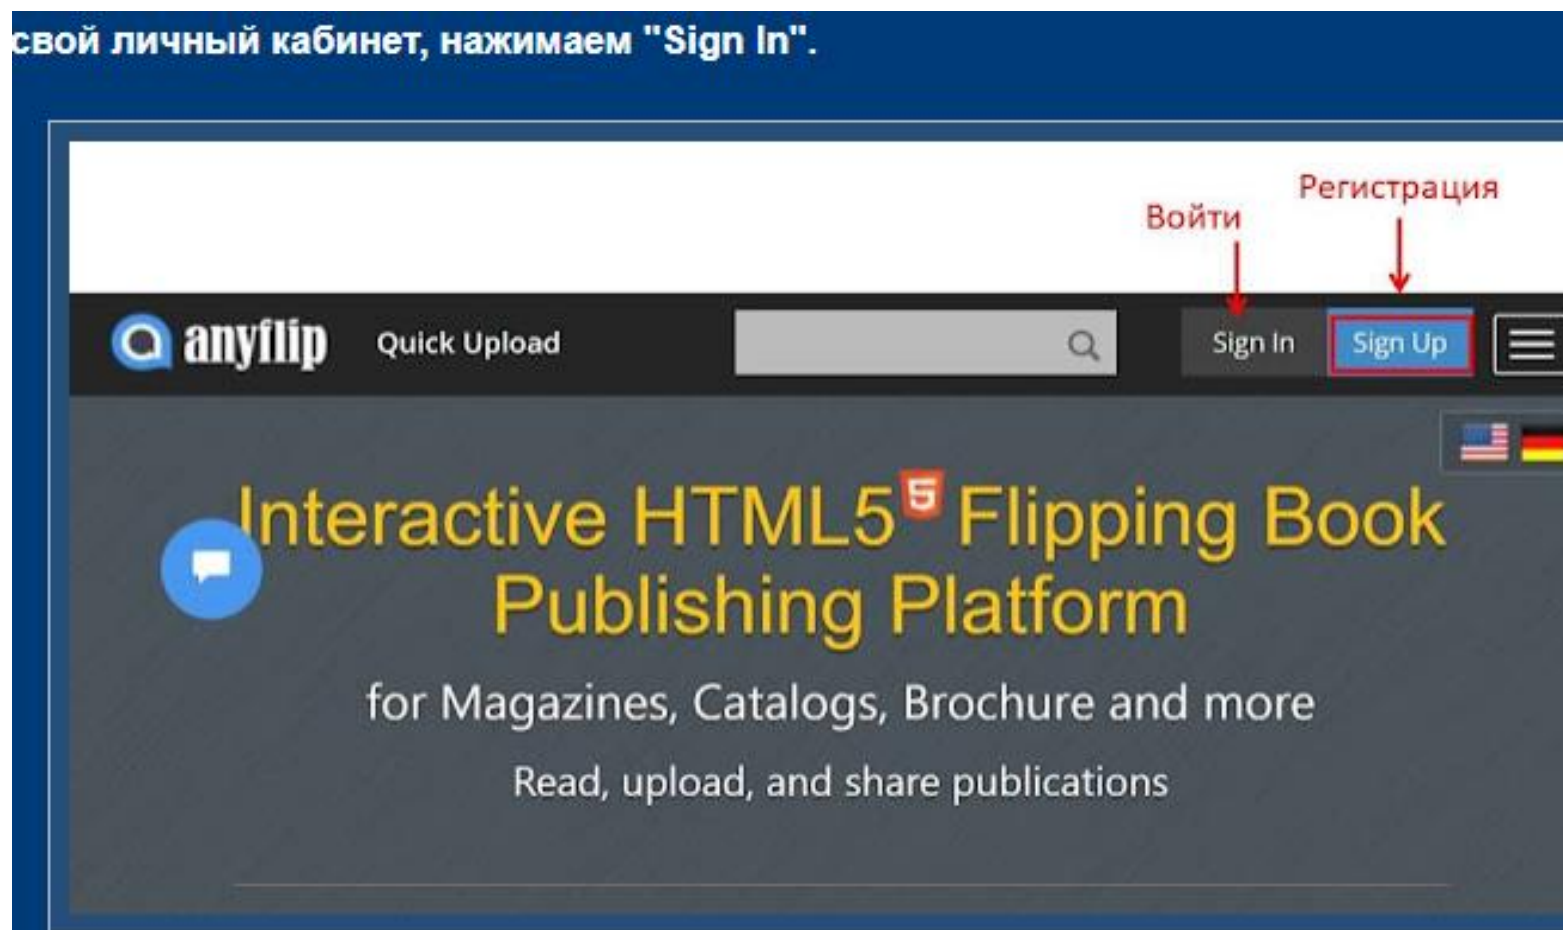 свой личный кабинет, нажимаем "Sign In".
Регистрация
Войти
anyflip Quick Upload Sign In Sign Up
Interactive HTML5 5 Flipping Book
Publishing Platform
for Magazines, Catalogs, Brochure and more
Read, upload, and share publications